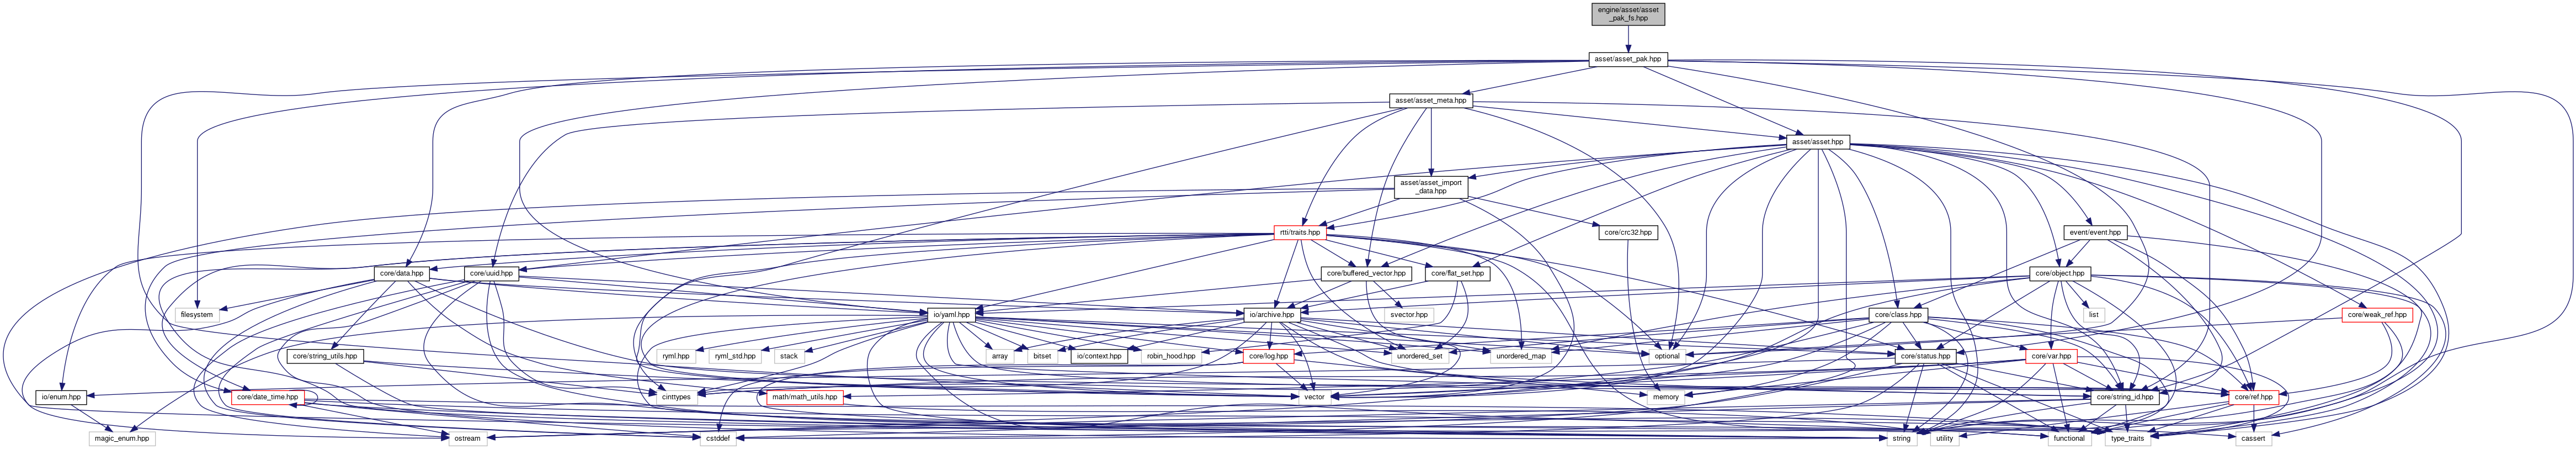 engine/asset/asset
_pak_fs.hpp
asset/asset_pak.hpp
asset/asset_meta.hpp
asset/asset.hpp
asset/asset_import
_data.hpp
rtti/traits.hpp
core/crc32.hpp
event/event.hpp
core/data.hpp
core/uuid.hpp
core/buffered_vector.hpp
core/flat_set.hpp
core/object.hpp
filesystem
io/yaml.hpp
io/archive.hpp
svector.hpp
core/class.hpp
list
core/weak_ref.hpp
core/string_utils.hpp
ryml.hpp
ryml_std.hpp
stack
array
bitset
io/context.hpp
robin_hood.hpp
core/log.hpp
unordered_set
unordered_map
optional
core/status.hpp
core/var.hpp
io/enum.hpp
core/date_time.hpp
cinttypes
math/math_utils.hpp
vector
memory
core/string_id.hpp
core/ref.hpp
magic_enum.hpp
ostream
cstddef
string
utility
functional
type_traits
cassert